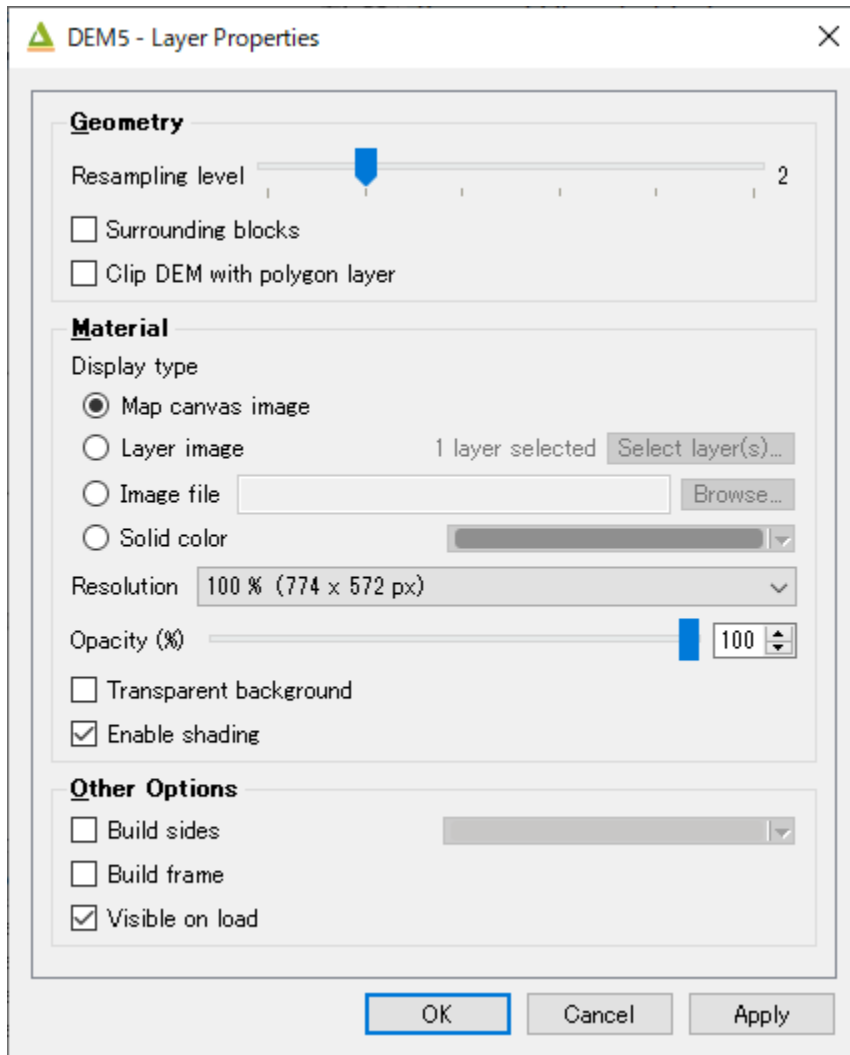 DEM5 - Layer Properties
Geometry
Resampling level 2
Surrounding blocks
Clip DEM with polygon layer
Material
Display type
Map canvas image
Layer image 1 layer selected Select layer(s)...
Image file Browse...
Solid color
Resolution 100 % (774 x 572 px)
Opacity (%) 100
Transparent background
Enable shading
Other Options
Build sides
Build frame
Visible on load
OK Cancel Apply